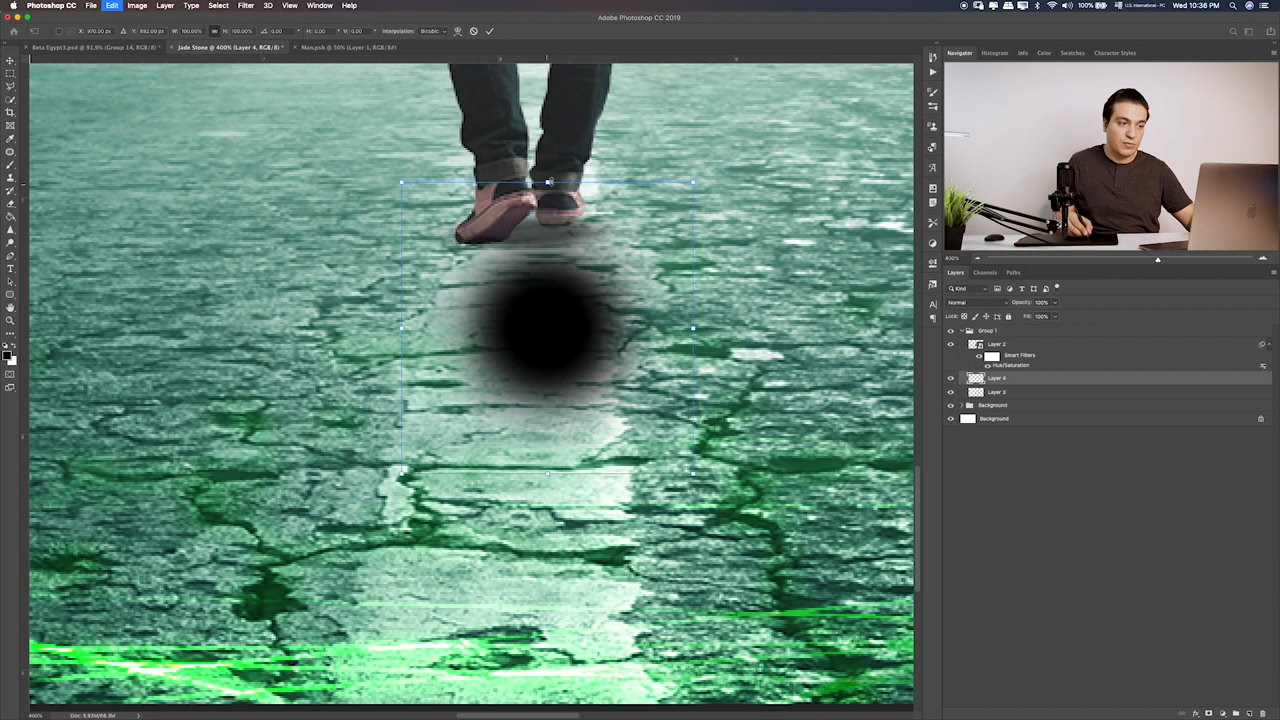 Photoshop CC File Edit Image Layer Type Select Filter 3D View Window Help 100% U.S. International - PC Wed 10:36 PM
Adobe Photoshop CC 2019
X: 970.00 px Y: 892.00 px W: 100.00% H: 100.00% 0.00 H: 0.00 V: 0.00 Interpolation: Bicubic
Beta Egypt3.psd @ 91.9% (Group 14, RGB/8) * Jade Stone @ 400% (Layer 4, RGB/8) * Man.psb @ 50% (Layer 1, RGB/8#)
Navigator Histogram Info Color Swatches Character Styles
400%
Layers Channels Paths
Kind
Normal Opacity: 100%
Lock: Fill: 100%
Group 1
Layer 2
Smart Filters
Hue/Saturation
Layer 4
Layer 3
Background
Background
400% Doc: 5.93M/68.3M